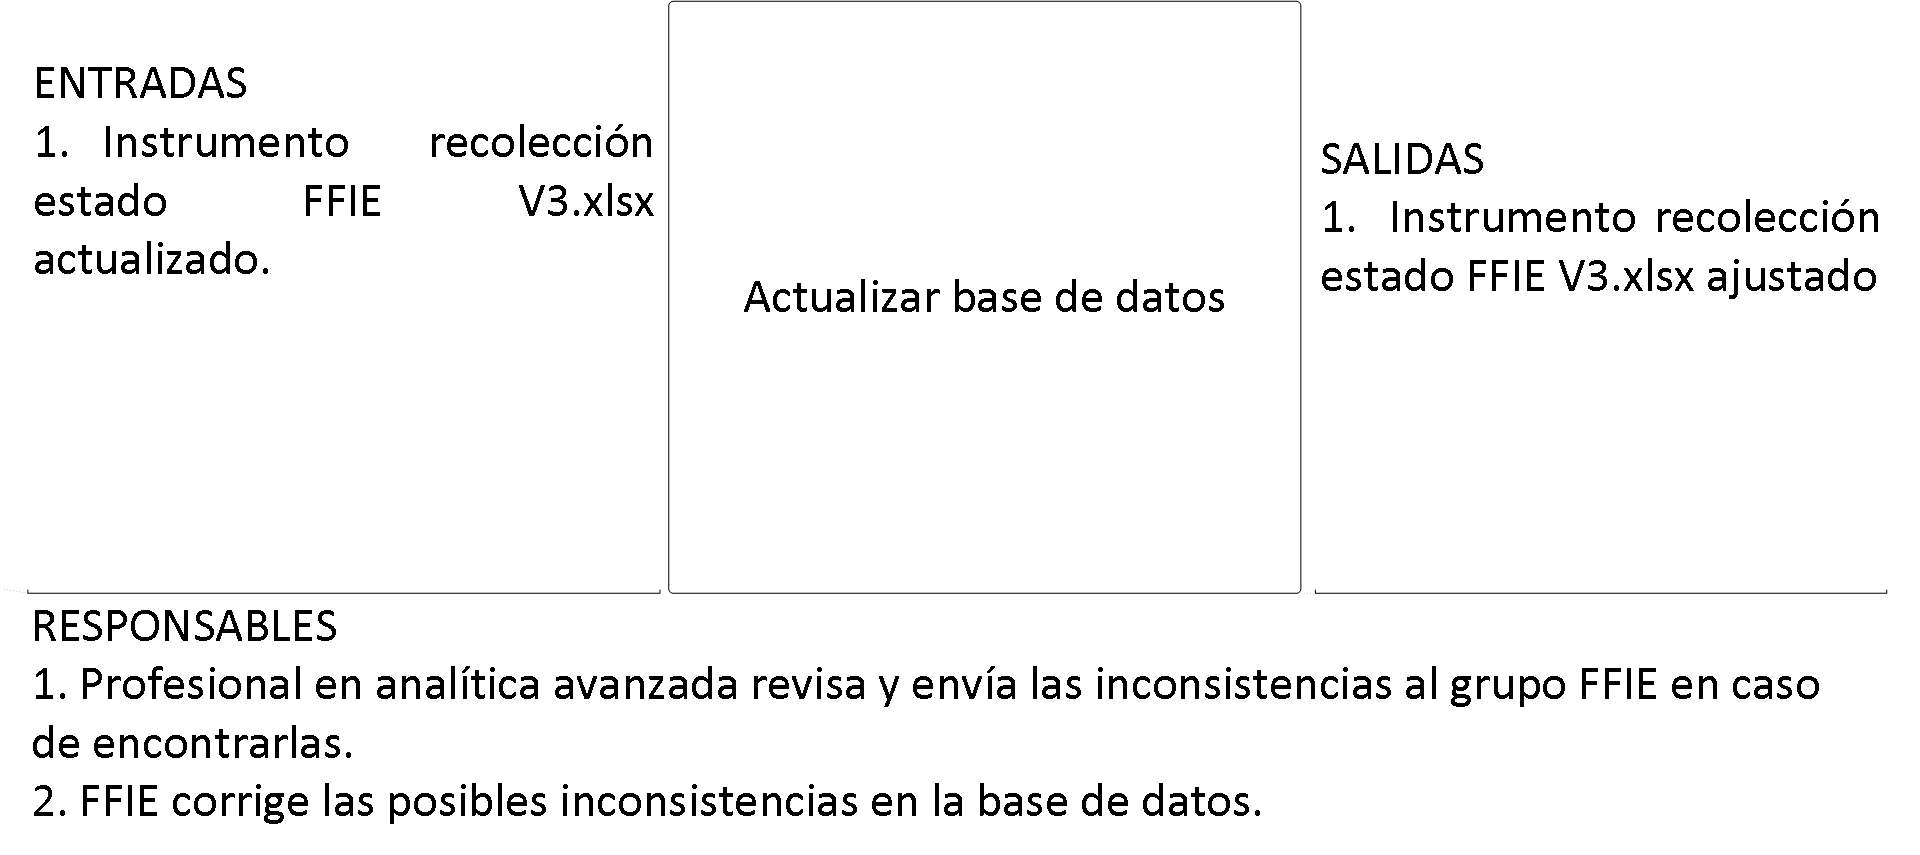 ENTRADAS
1. Instrumento recolección
estado FFIE V3.xlsx
actualizado.
Actualizar base de datos
SALIDAS
1. Instrumento recolección
estado FFIE V3.xlsx ajustado
RESPONSABLES
1. Profesional en analítica avanzada revisa y envía las inconsistencias al grupo FFIE en caso
de encontrarlas.
2. FFIE corrige las posibles inconsistencias en la base de datos.